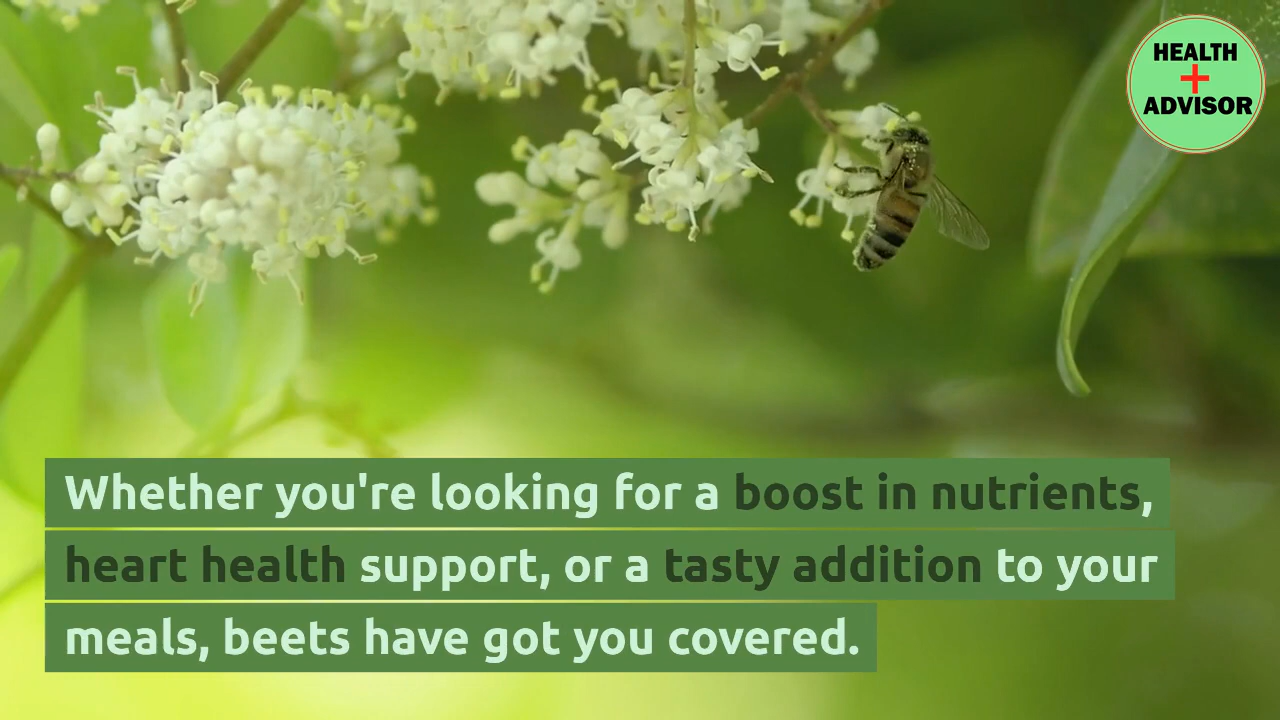 HEALTH
+
ADVISOR
Whether you're looking for a boost in nutrients,
heart health support, or a tasty addition to your
meals, beets have got you covered.